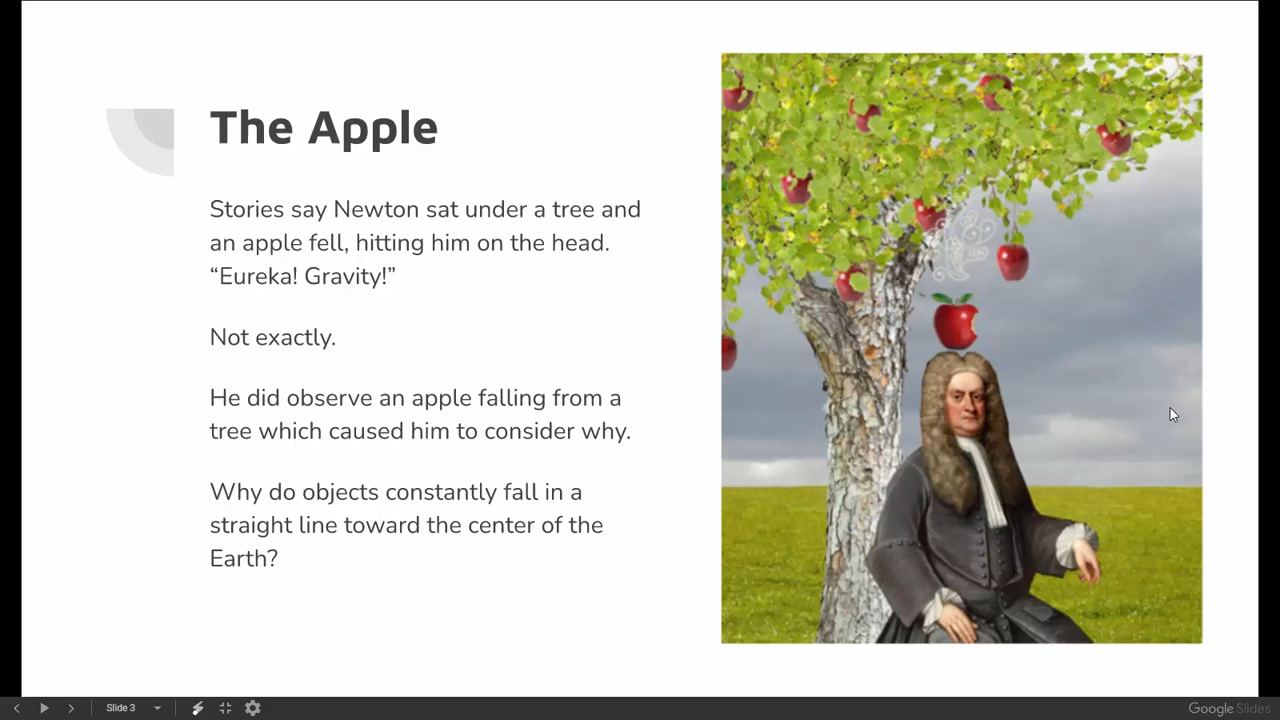 The Apple
Stories say Newton sat under a tree and
an apple fell, hitting him on the head.
“Eureka! Gravity!”
Not exactly.
He did observe an apple falling from a
tree which caused him to consider why.
Why do objects constantly fall in a
straight line toward the center of the
Earth?
Slide 3
Google Slides